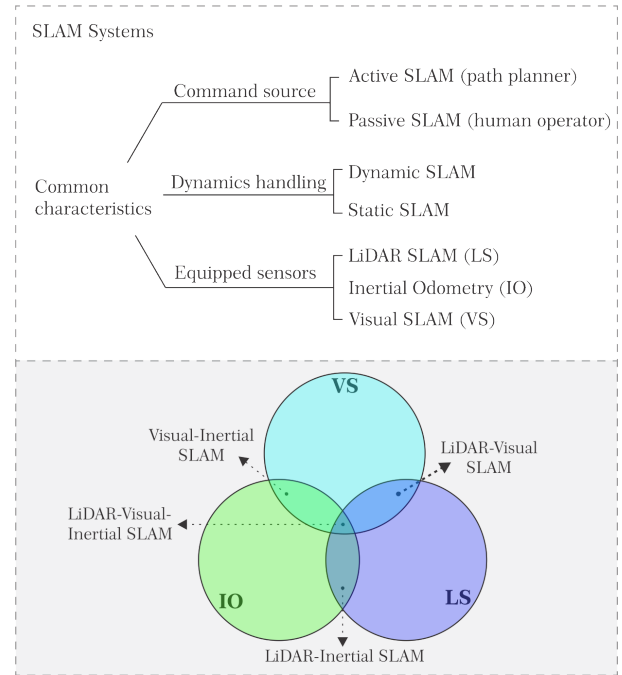 SLAM Systems
Command source
Active SLAM (path planner)
Passive SLAM (human operator)
Common
characteristics
Dynamics handling
Dynamic SLAM
Static SLAM
Equipped sensors
LiDAR SLAM (LS)
Inertial Odometry (IO)
Visual SLAM (VS)
VS
Visual-Inertial
SLAM
LiDAR-Visual
SLAM
LiDAR-Visual-
Inertial SLAM
IO
LS
LiDAR-Inertial SLAM